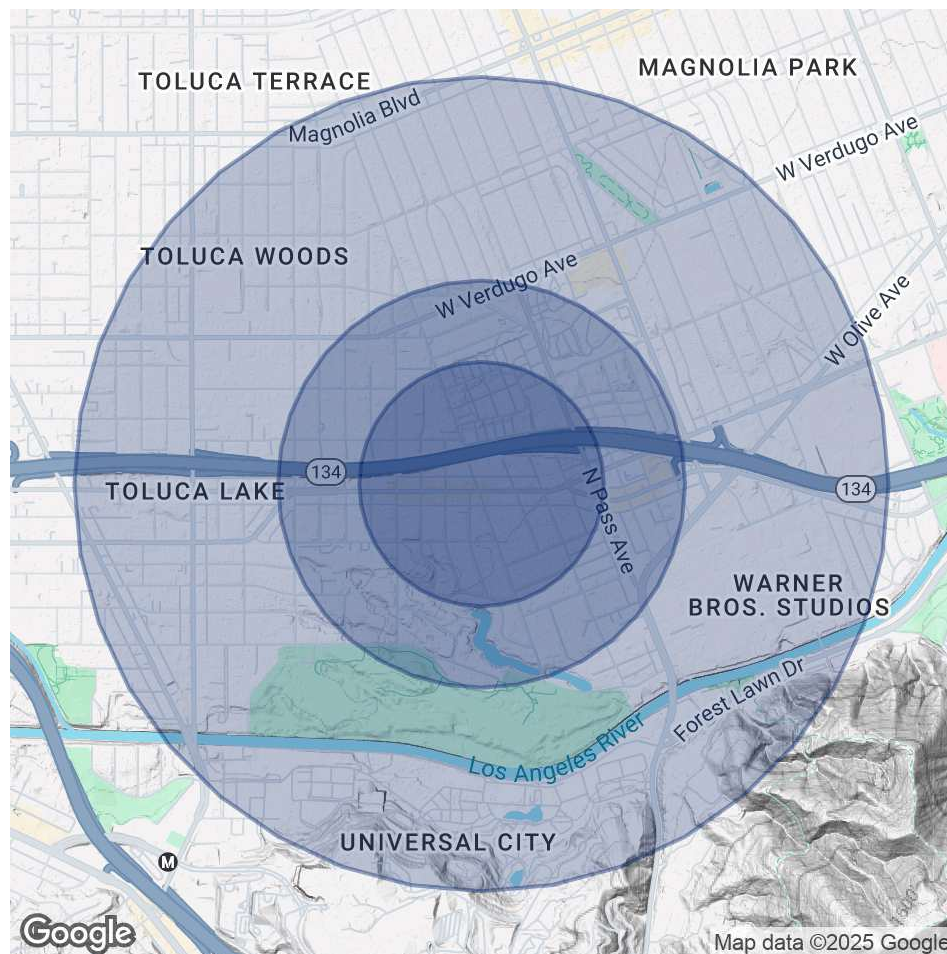 MAGNOLIA PARK
TOLUCA TERRACE
Magnolia Blvd
W Verdugo Ave
TOLUCA WOODS
W Verdugo Ave
W Olive Ave
134
TOLUCA LAKE
134
N Pass Ave
WARNER
BROS. STUDIOS
Forest Lawn Dr
Los Angeles River
UNIVERSAL CITY
M
Google
Map data ©2025 Google